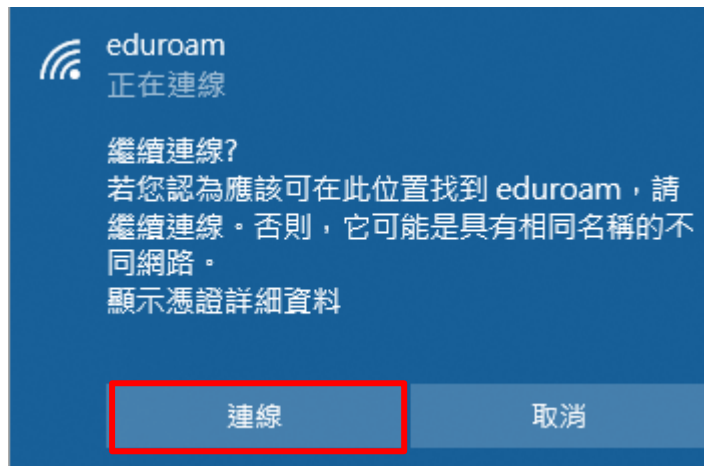 eduroam
正在連線
繼續連線?
若您認為應該可在此位置找到 eduroam，請
繼續連線。否則，它可能是具有相同名稱的不
同網路。
顯示憑證詳細資料
連線
取消